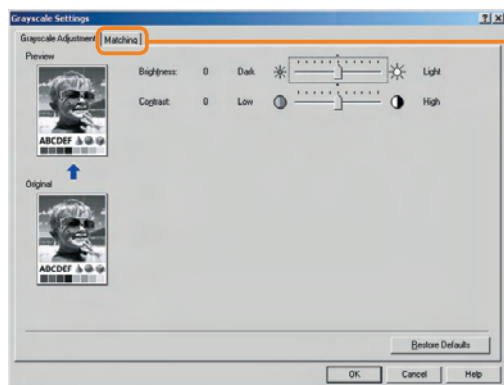 Grayscale Settings
Grayscale Adjustment Matching
Preview
Brightness: 0 Dark Light
Contrast: 0 Low High
ABCDEF
Original
ABCDEF
Restore Defaults
OK Cancel Help